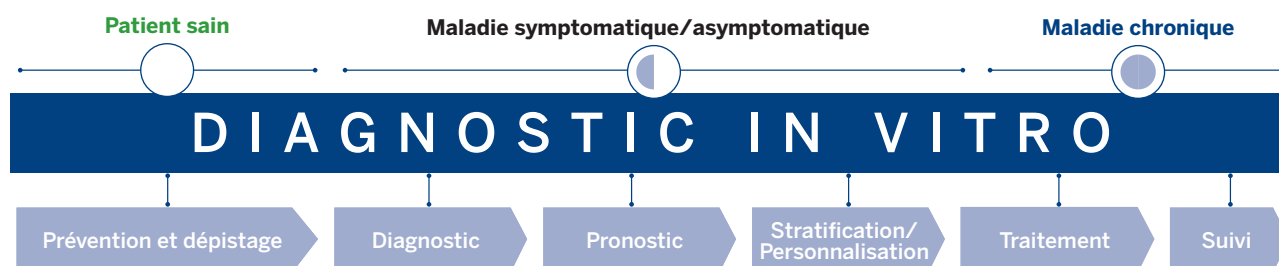 Patient sain
Maladie symptomatique/asymptomatique
Maladie chronique
DIAGNOSTIC IN VITRO
Prévention et dépistage
Diagnostic
Pronostic
Stratification/
Personnalisation
Traitement
Suivi